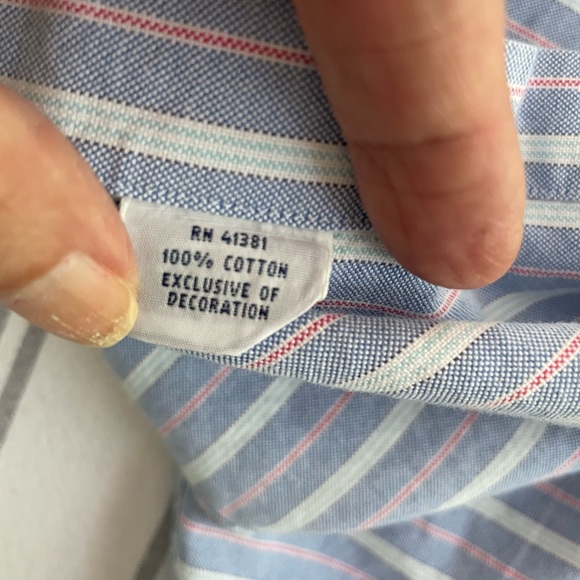 RN 41381
100% COTTON
EXCLUSIVE OF
DECORATION